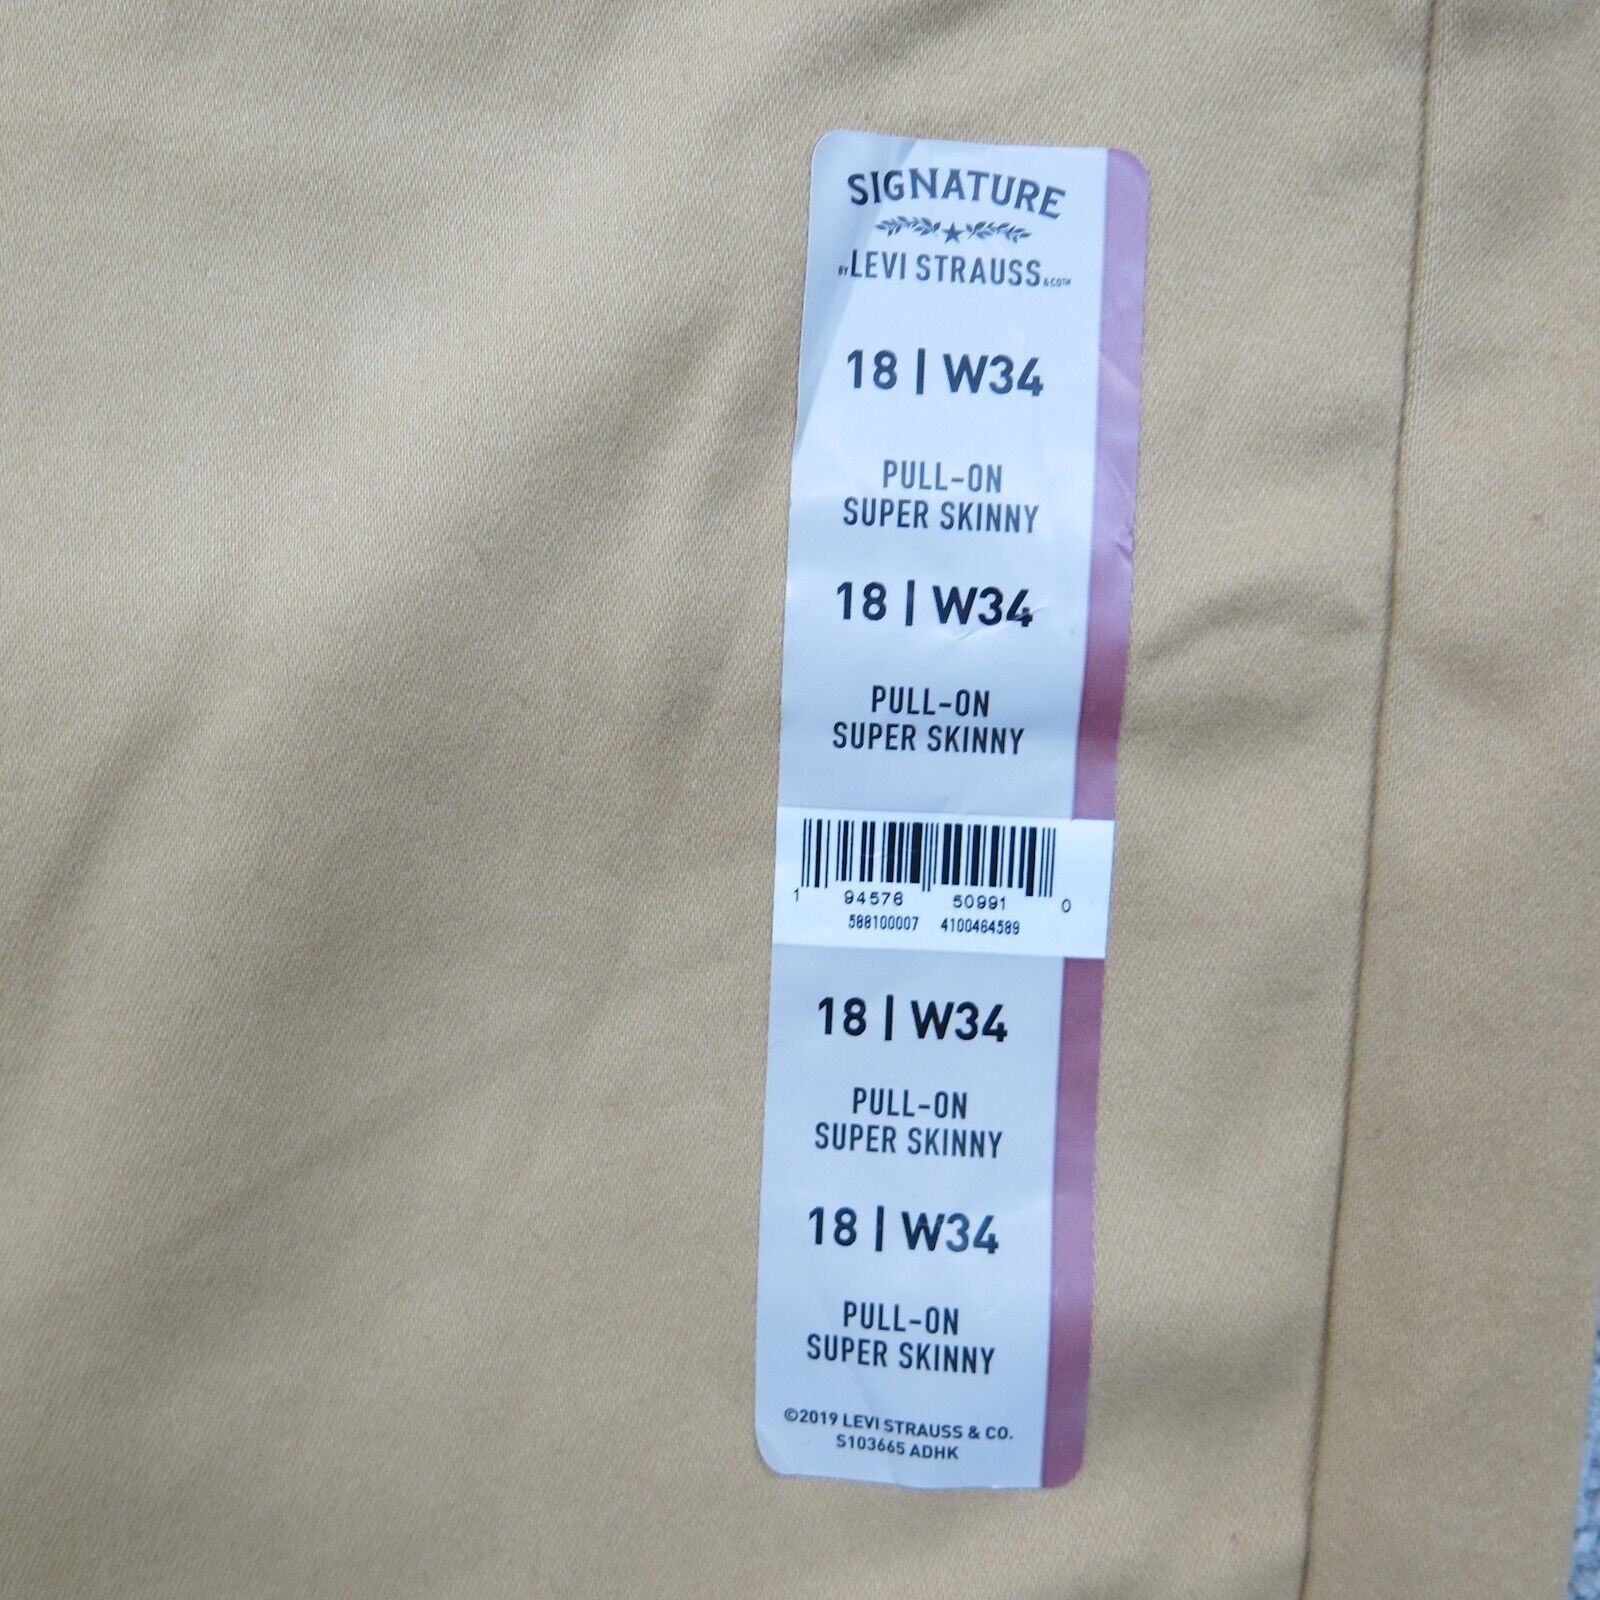 SIGNATURE
BY LEVI STRAUSS & CO™
18 | W34
PULL-ON
SUPER SKINNY
18 | W34
PULL-ON
SUPER SKINNY
1 94576 50991 0
588100007 4100464589
18 | W34
PULL-ON
SUPER SKINNY
18 | W34
PULL-ON
SUPER SKINNY
©2019 LEVI STRAUSS & CO.
S103665 ADHK